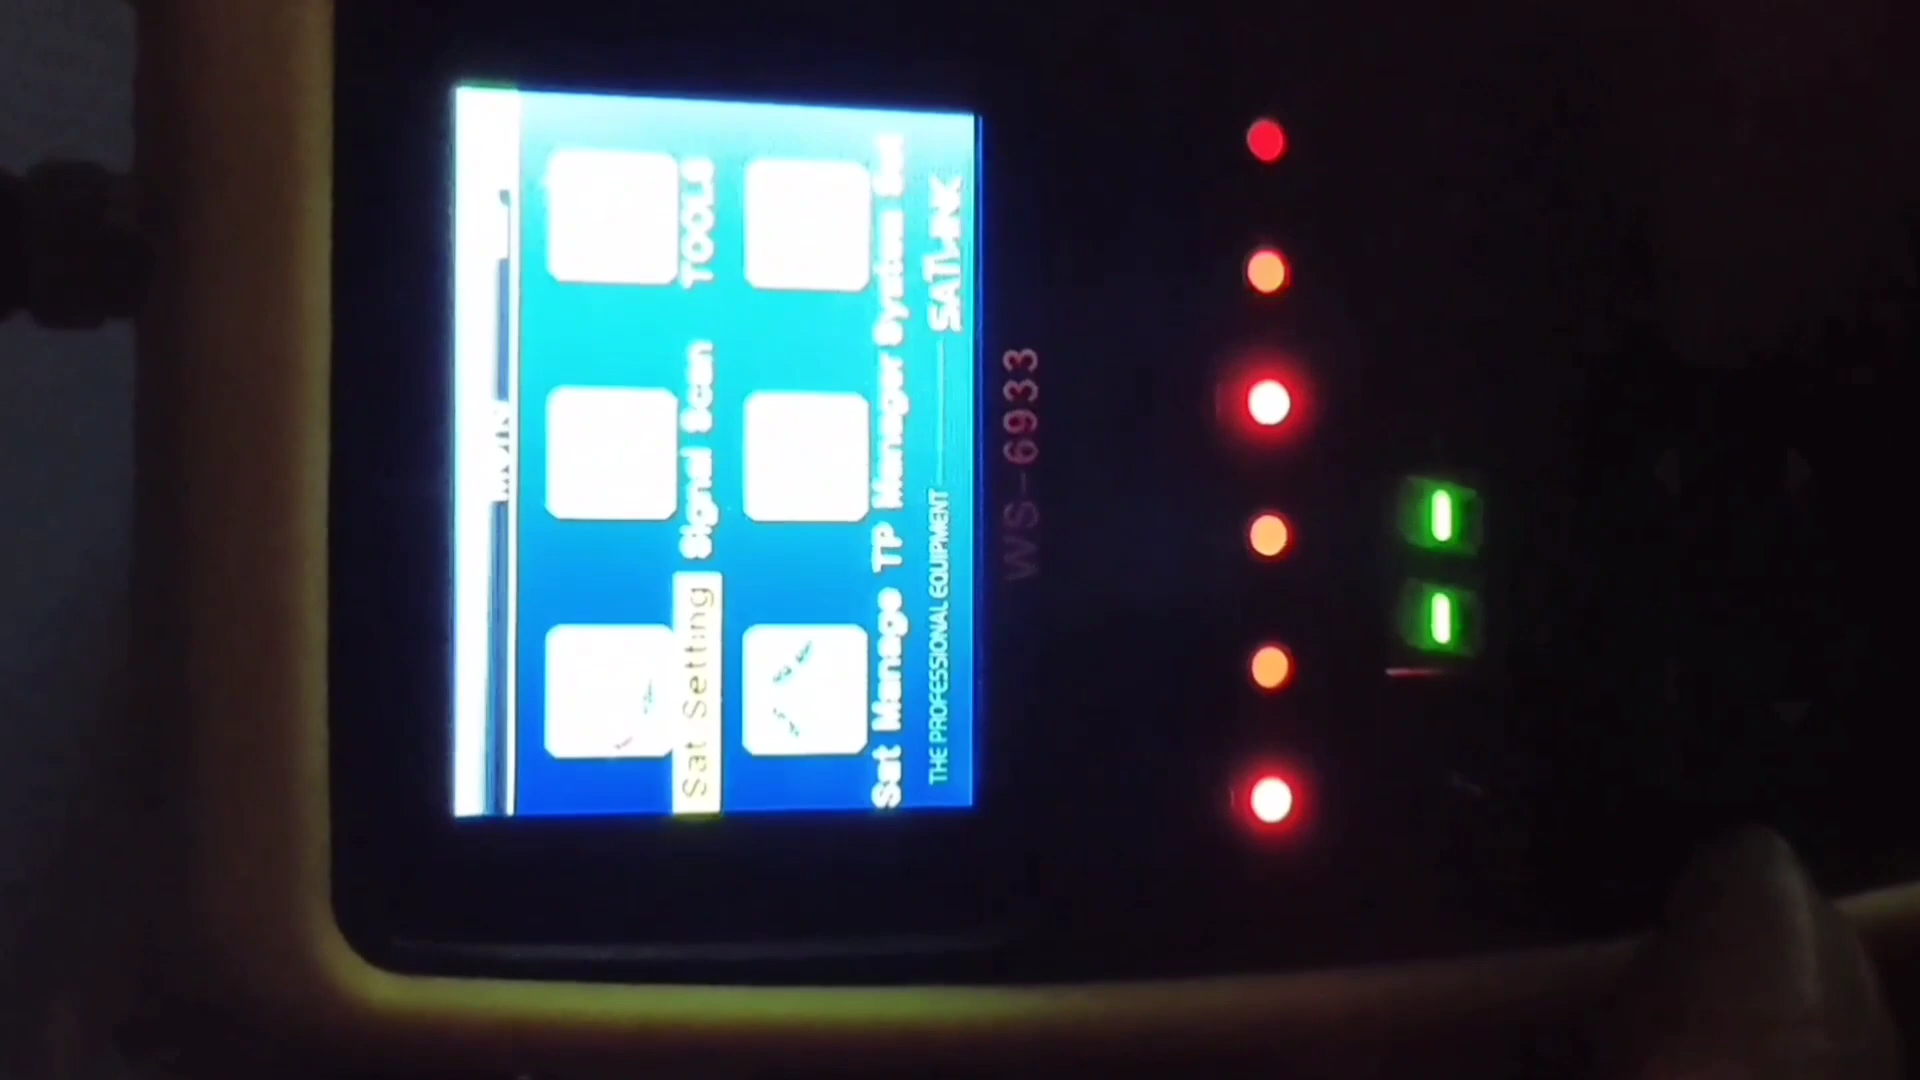 Sat Setting Signal Scan TOOLS
Sat Manage TP Manager System Set
THE PROFESSIONAL EQUIPMENT SATLINK
WS-6933